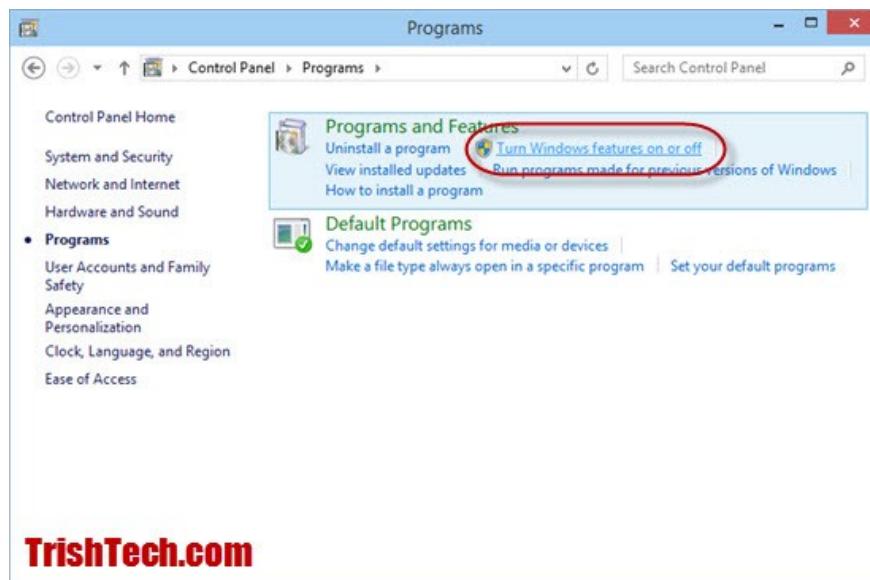 Programs
Control Panel Programs
Search Control Panel
Control Panel Home
System and Security
Network and Internet
Hardware and Sound
Programs
User Accounts and Family
Safety
Appearance and
Personalization
Clock, Language, and Region
Ease of Access
Programs and Features
Uninstall a program Turn Windows features on or off
View installed updates Run programs made for previous versions of Windows
How to install a program
Default Programs
Change default settings for media or devices
Make a file type always open in a specific program Set your default programs
TrishTech.com